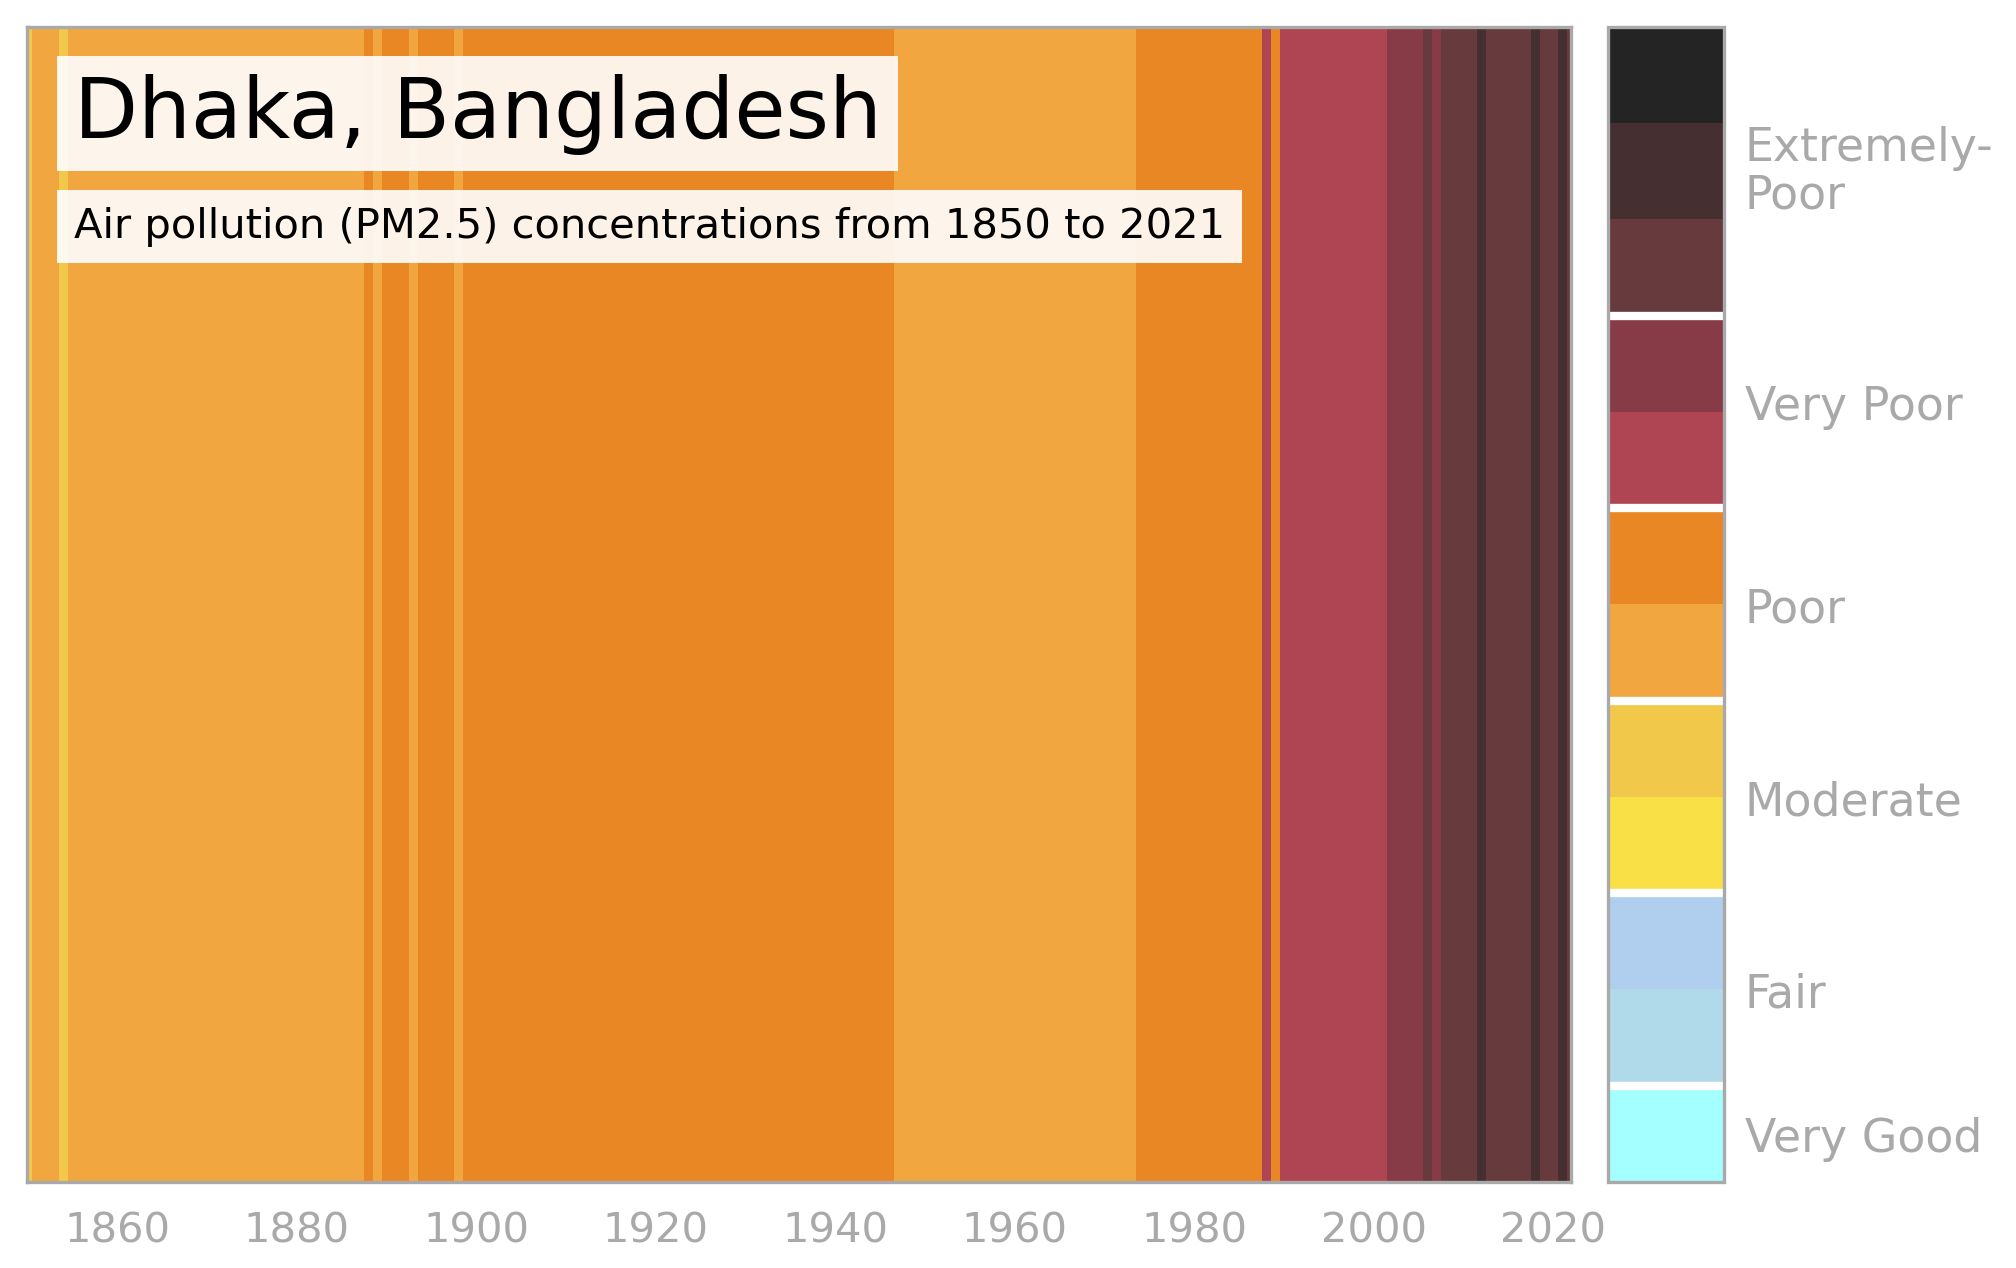 Dhaka, Bangladesh
Air pollution (PM2.5) concentrations from 1850 to 2021
Extremely-
Poor
Very Poor
Poor
Moderate
Fair
Very Good
1860 1880 1900 1920 1940 1960 1980 2000 2020